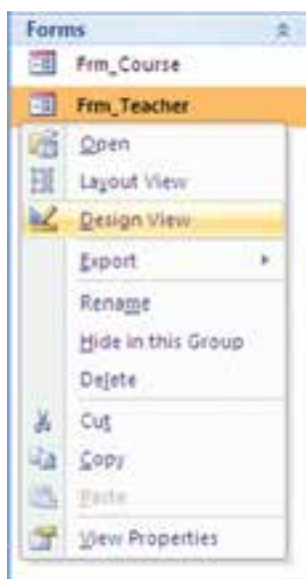 Forms
Frm_Course
Frm_Teacher
Open
Layout View
Design View
Export
Rename
Hide in this Group
Delete
Cut
Copy
Paste
View Properties